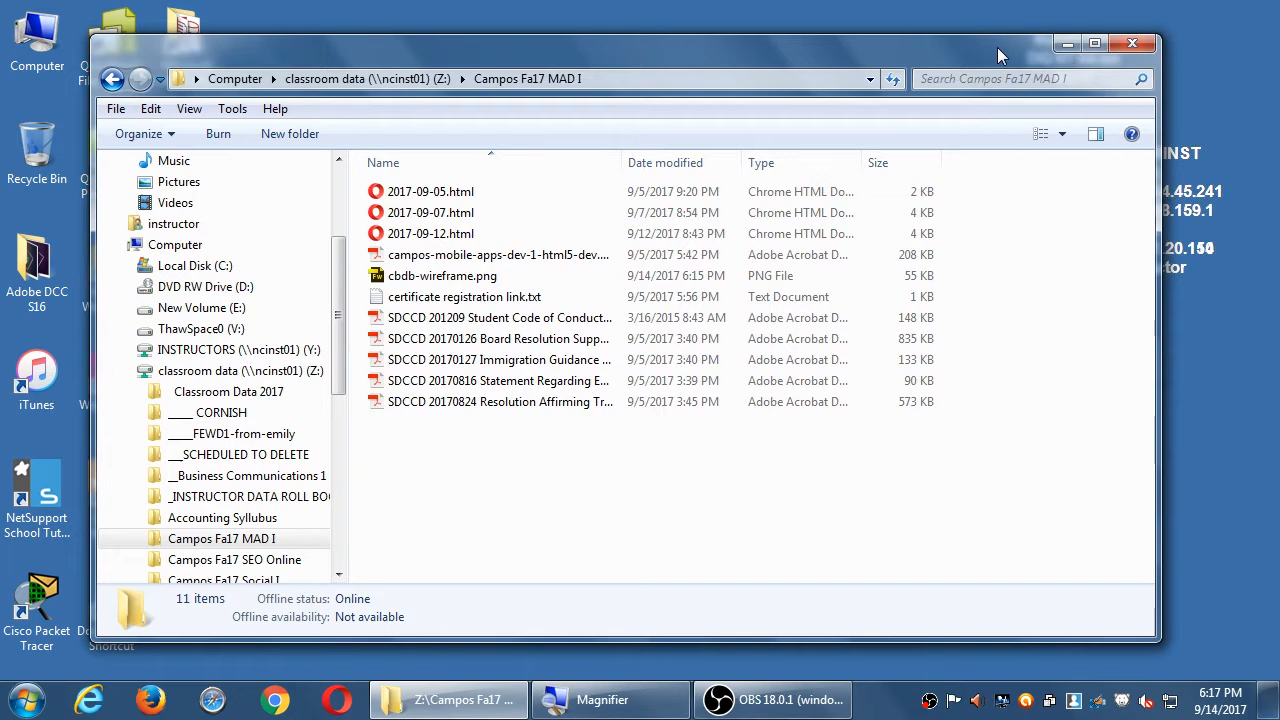 Computer
Recycle Bin
Adobe DCC
S16
iTunes
NetSupport
School Tut...
Cisco Packet
Tracer
Shortcut
Computer
classroom data (\\ncinst01) (Z:)
Campos Fa17 MAD I
Search Campos Fa17 MAD I
File Edit View Tools Help
Organize Burn New folder
Music
Pictures
Videos
instructor
Computer
Local Disk (C:)
DVD RW Drive (D:)
New Volume (E:)
ThawSpace0 (V:)
INSTRUCTORS (\\ncinst01) (Y:)
classroom data (\\ncinst01) (Z:)
Classroom Data 2017
____ CORNISH
____FEWD1-from-emily
___SCHEDULED TO DELETE
__Business Communications 1
_INSTRUCTOR DATA ROLL BOO
Accounting Syllubus
Campos Fa17 MAD I
Campos Fa17 SEO Online
Campos Fa17 Social I
Name Date modified Type Size
2017-09-05.html 9/5/2017 9:20 PM Chrome HTML Do... 2 KB
2017-09-07.html 9/7/2017 8:54 PM Chrome HTML Do... 4 KB
2017-09-12.html 9/12/2017 8:43 PM Chrome HTML Do... 4 KB
campos-mobile-apps-dev-1-html5-dev.... 9/5/2017 5:42 PM Adobe Acrobat D... 208 KB
cbdb-wireframe.png 9/14/2017 6:15 PM PNG File 55 KB
certificate registration link.txt 9/5/2017 5:56 PM Text Document 1 KB
SDCCD 201209 Student Code of Conduct... 3/16/2015 8:43 AM Adobe Acrobat D... 148 KB
SDCCD 20170126 Board Resolution Supp... 9/5/2017 3:40 PM Adobe Acrobat D... 835 KB
SDCCD 20170127 Immigration Guidance ... 9/5/2017 3:40 PM Adobe Acrobat D... 133 KB
SDCCD 20170816 Statement Regarding E... 9/5/2017 3:39 PM Adobe Acrobat D... 90 KB
SDCCD 20170824 Resolution Affirming Tr... 9/5/2017 3:45 PM Adobe Acrobat D... 573 KB
11 items Offline status: Online
Offline availability: Not available
INST
4.45.241
3.159.1
.20.150
ctor
Z:\Campos Fa17 ...
Magnifier
OBS 18.0.1 (windo...
6:17 PM
9/14/2017